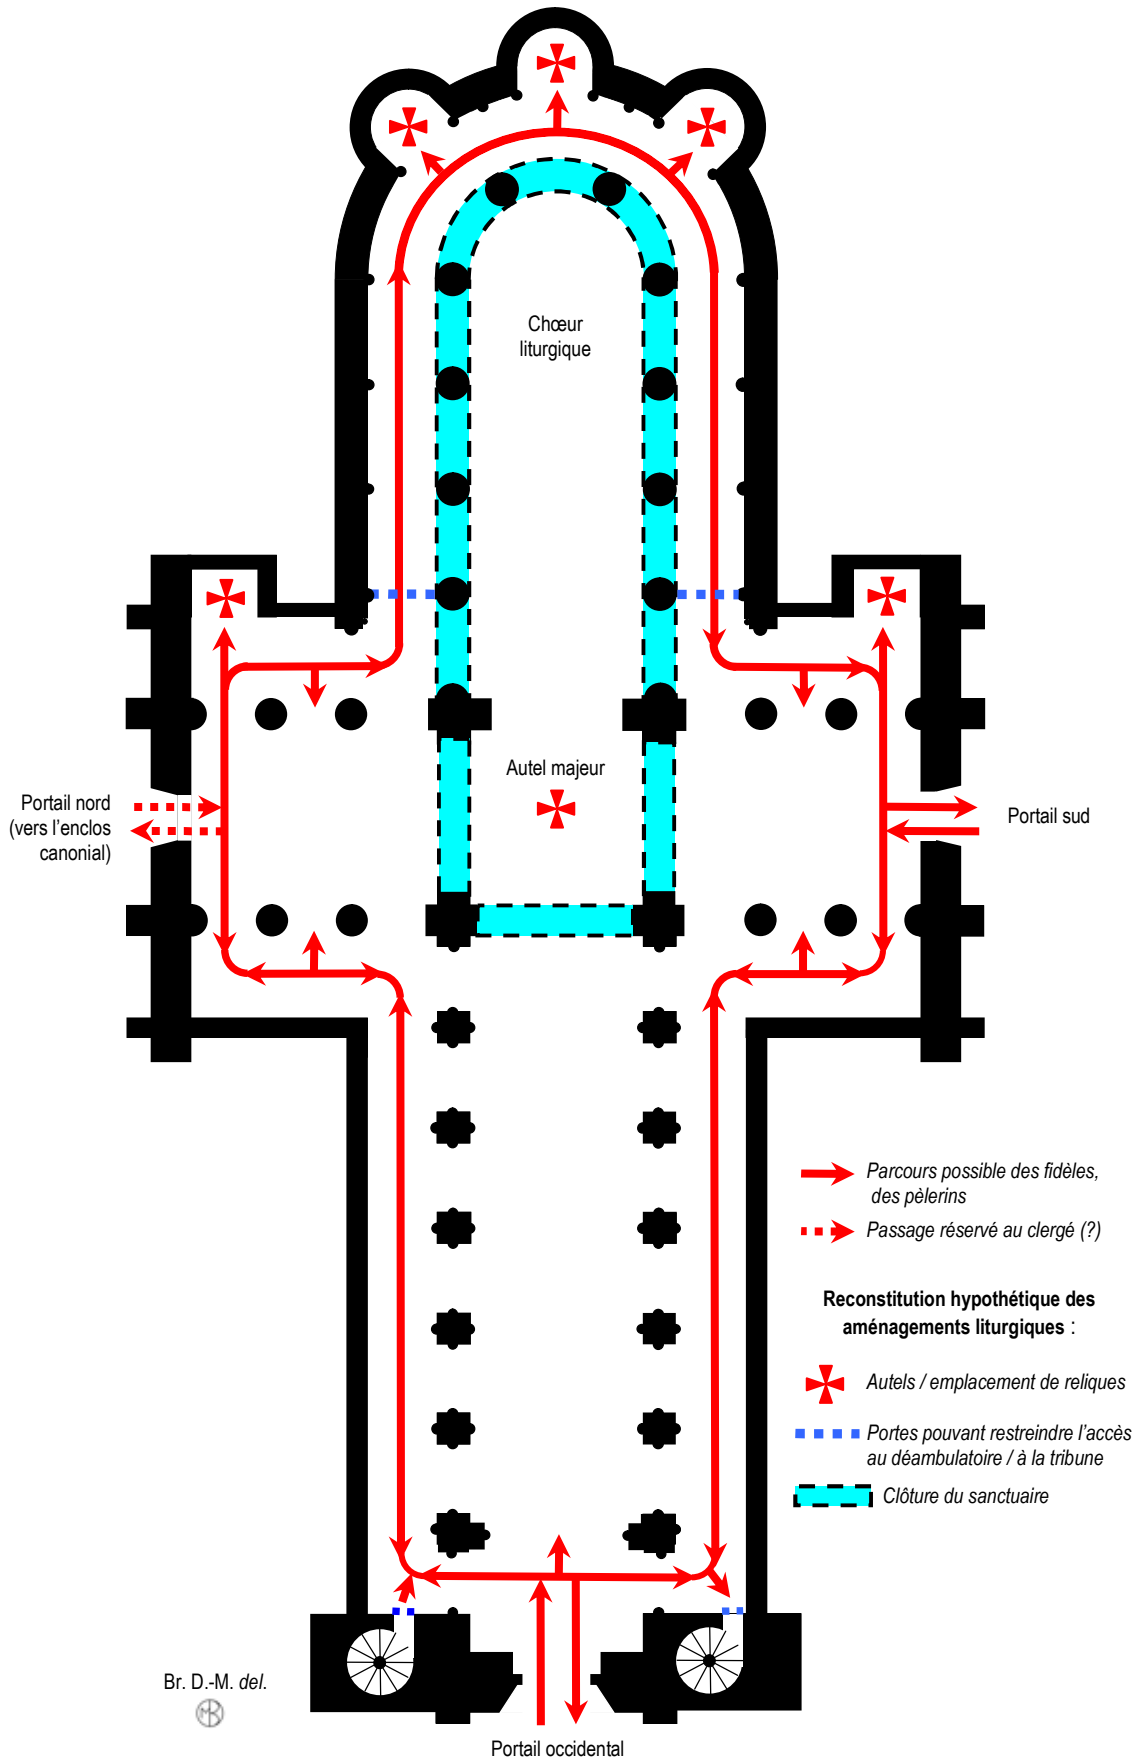 Chœur
liturgique
Autel majeur
Portail nord
(vers l'enclos
canonial)
Portail sud
Parcours possible des fidèles,
des pèlerins
Passage réservé au clergé (?)
Reconstitution hypothétique des
aménagements liturgiques :
Autels / emplacement de reliques
Portes pouvant restreindre l'accès
au déambulatoire / à la tribune
Clôture du sanctuaire
Br. D.-M. del.
Portail occidental